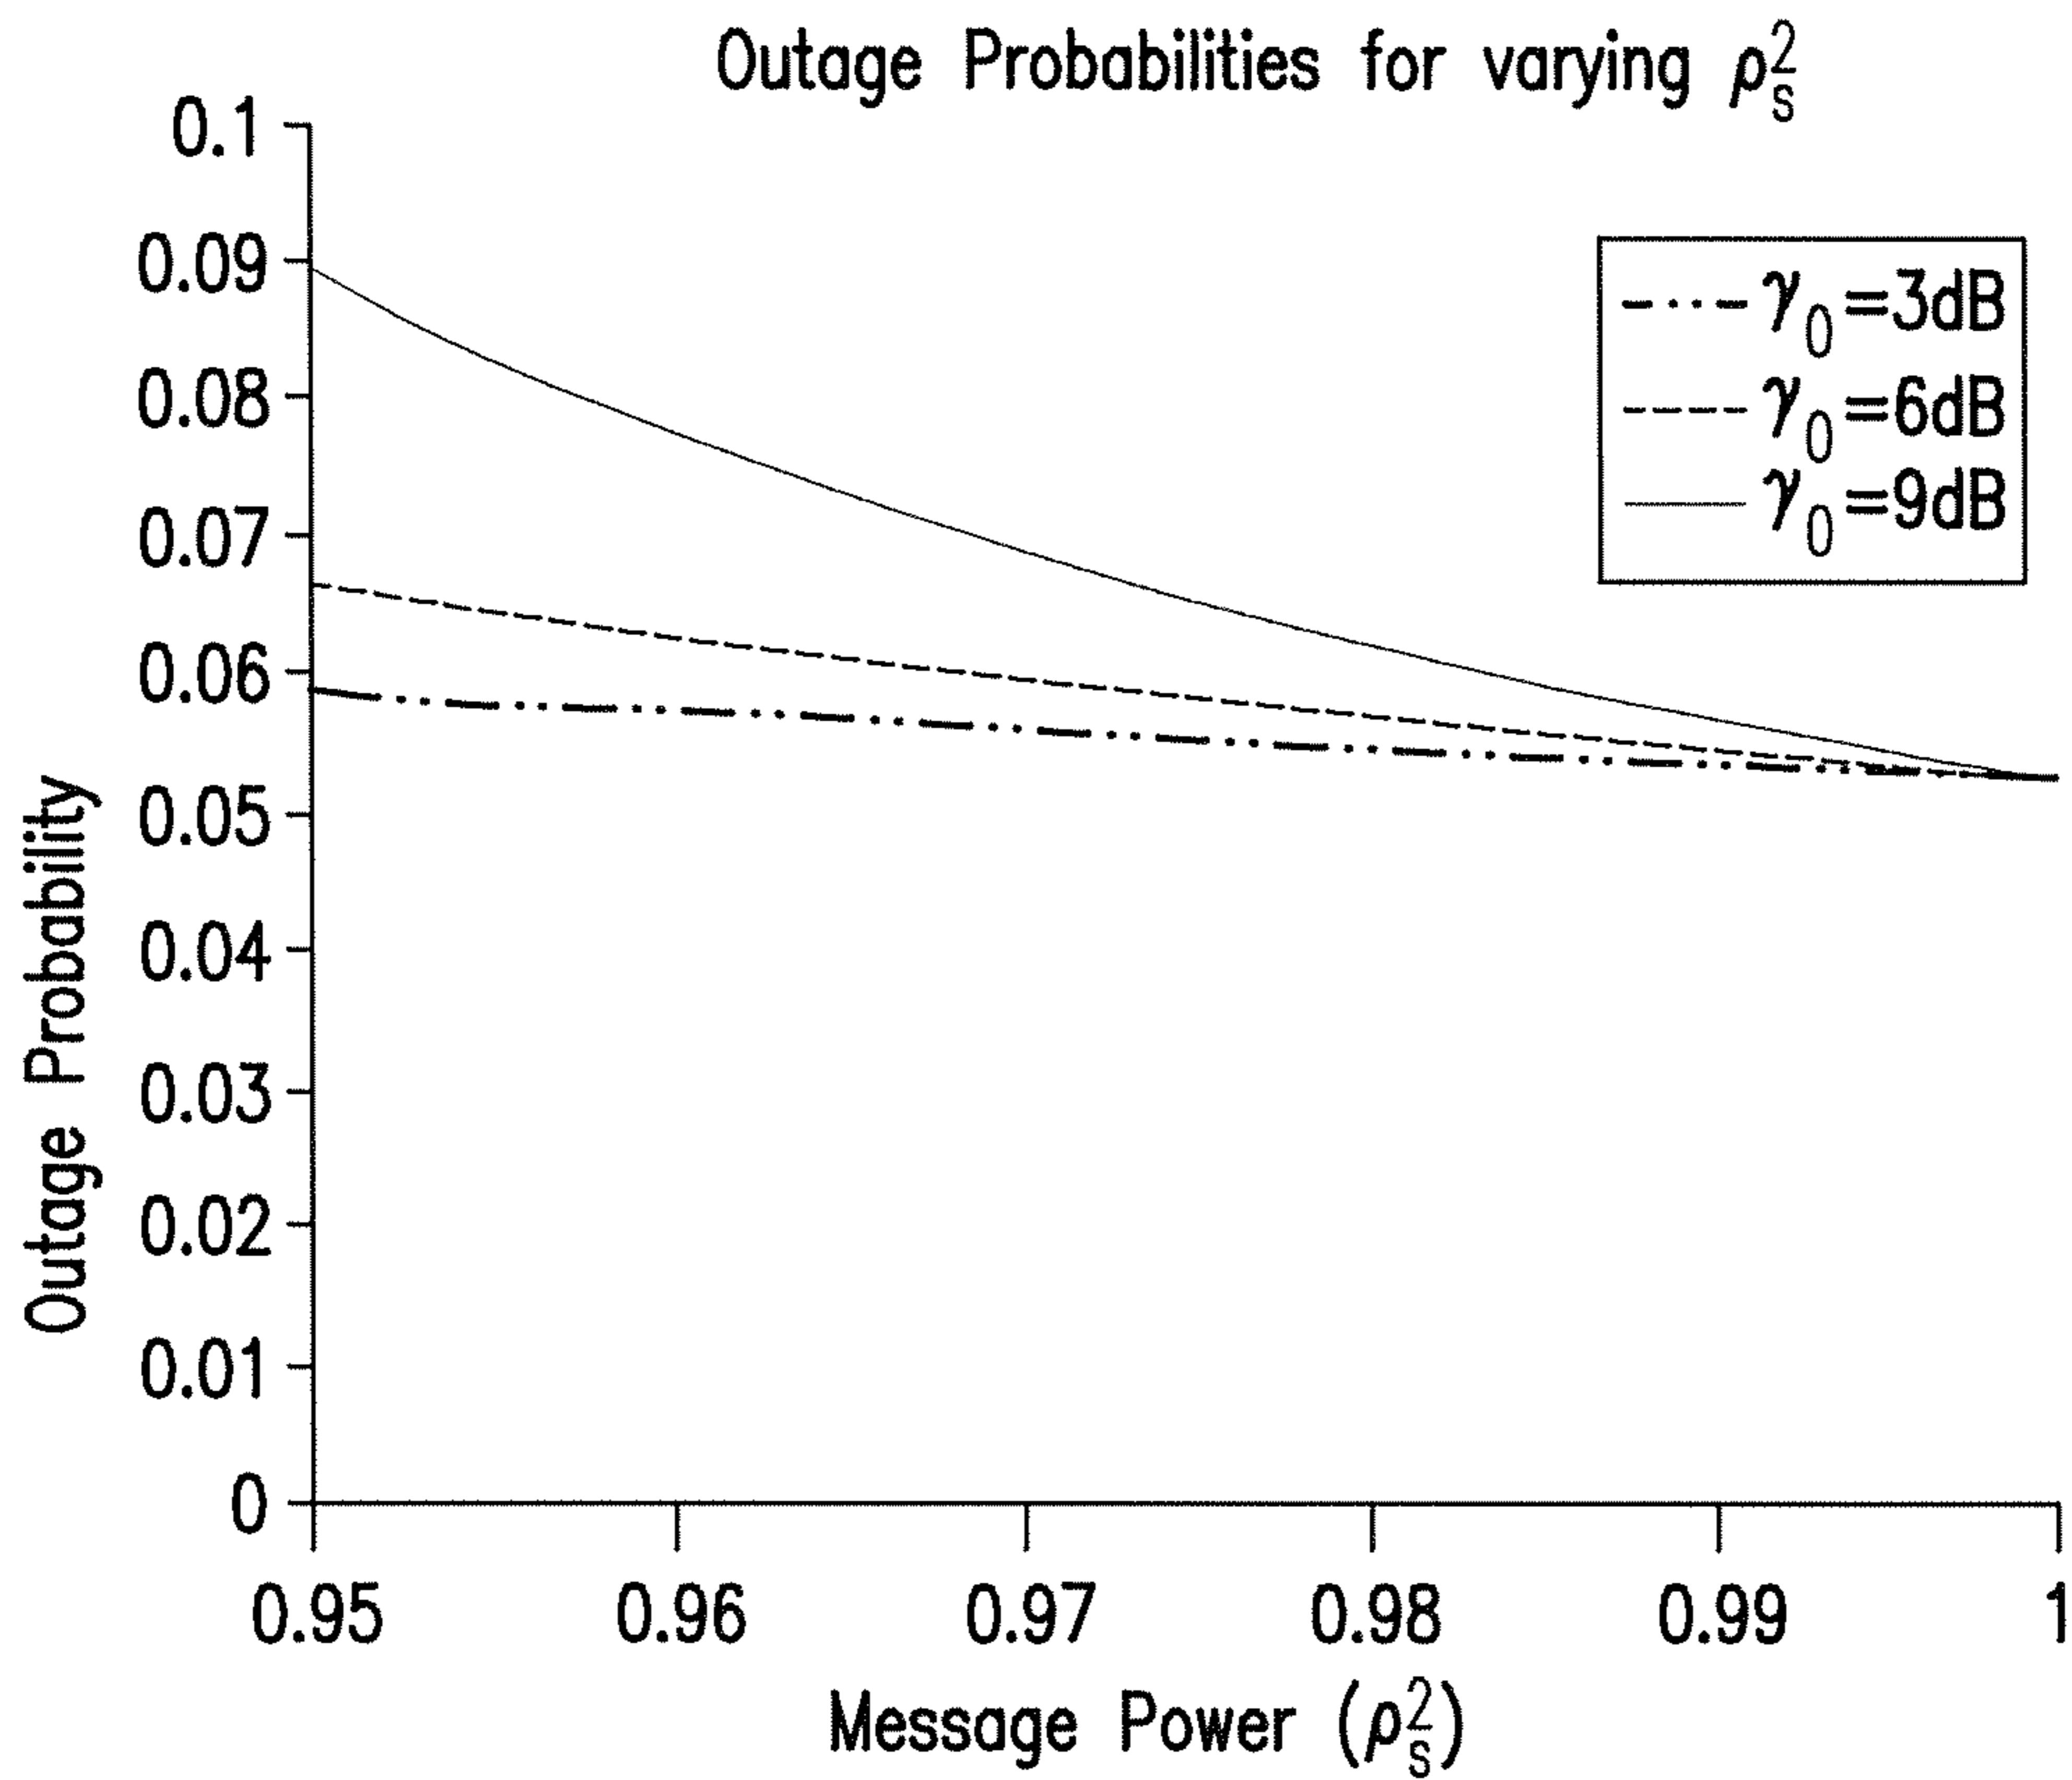 Outage Probabilities for varying ρ_s^2
0.1
0.09
0.08
0.07
0.06
0.05
0.04
0.03
0.02
0.01
0
Outage Probability
γ_0=3dB
γ_0=6dB
γ_0=9dB
0.95 0.96 0.97 0.98 0.99 1
Message Power (ρ_s^2)